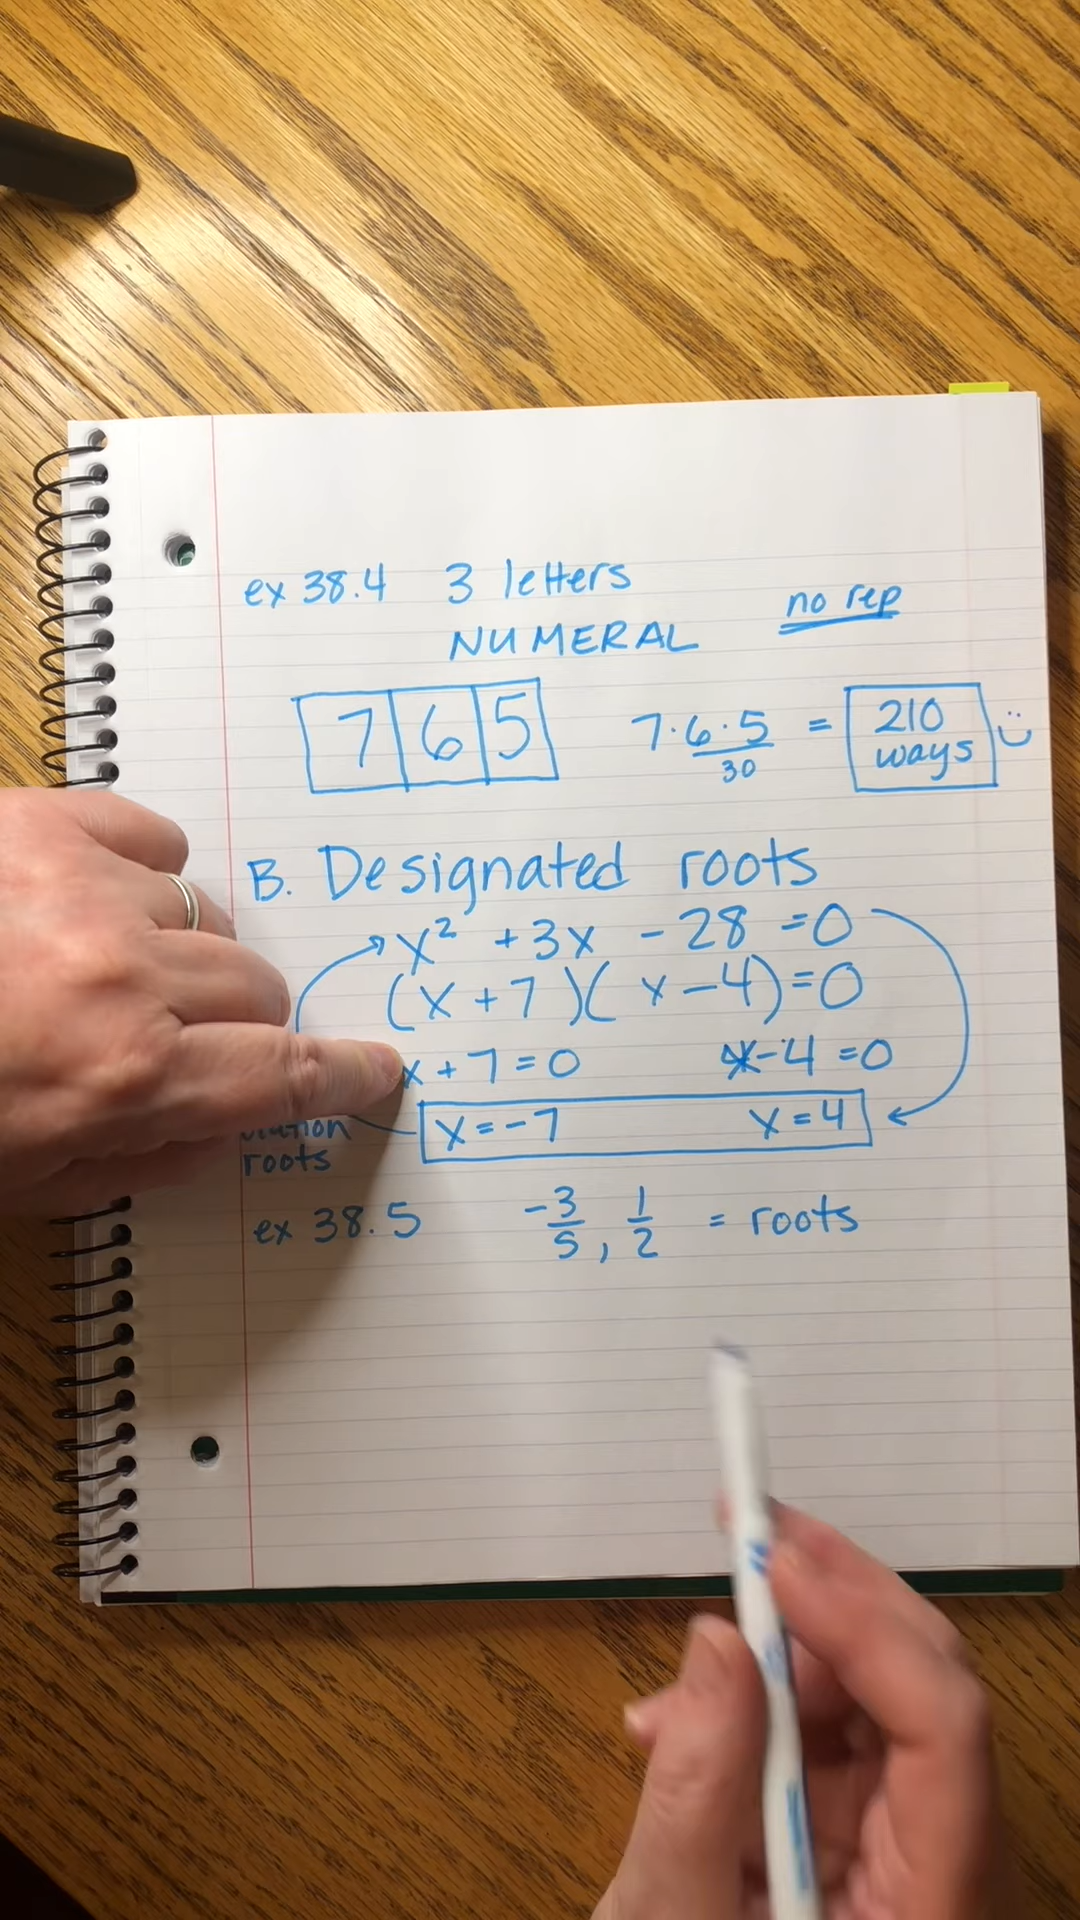 ex 38.4 3 letters
NUMERAL no rep
7 6 5 7·6·5 = 210 ways
30
B. Designated roots
x² + 3x - 28 = 0
(x + 7)(x - 4) = 0
x + 7 = 0 x - 4 = 0
x = -7 x = 4
roots
ex 38.5 -3/5, 1/2 = roots